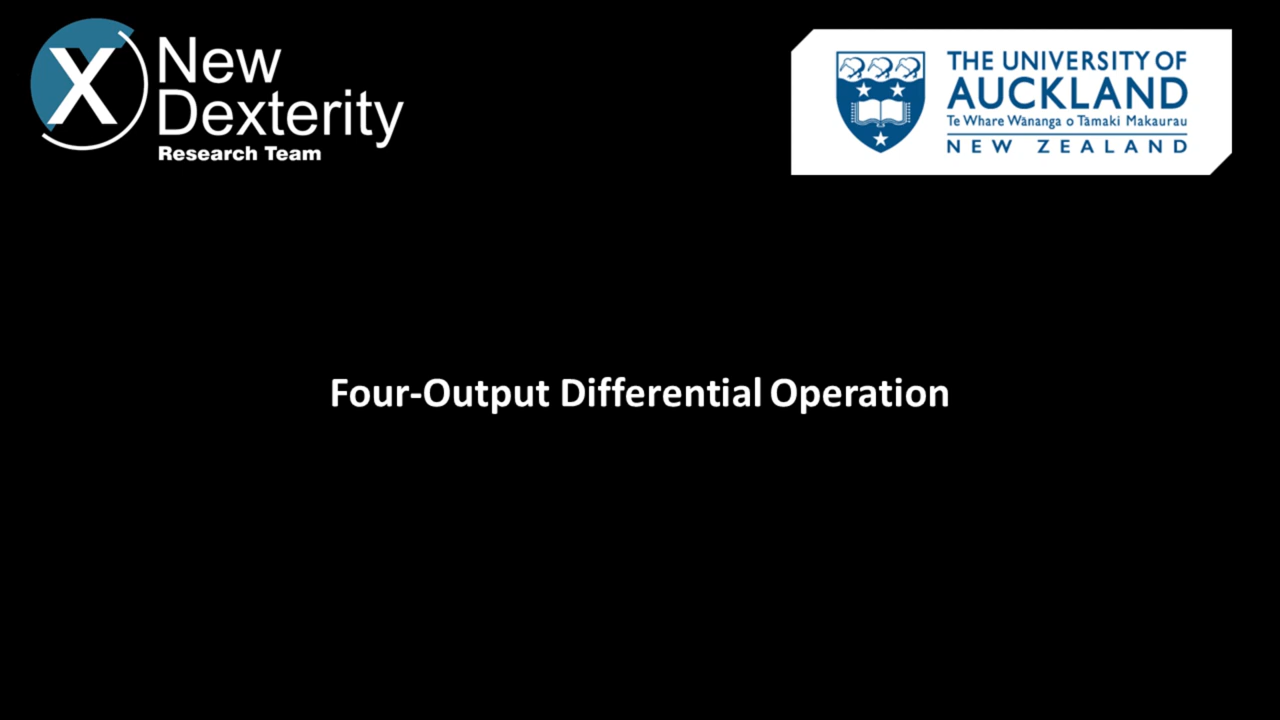 New
Dexterity
Research Team
THE UNIVERSITY OF
AUCKLAND
Te Whare Wānanga o Tāmaki Makaurau
NEW ZEALAND
Four-Output Differential Operation